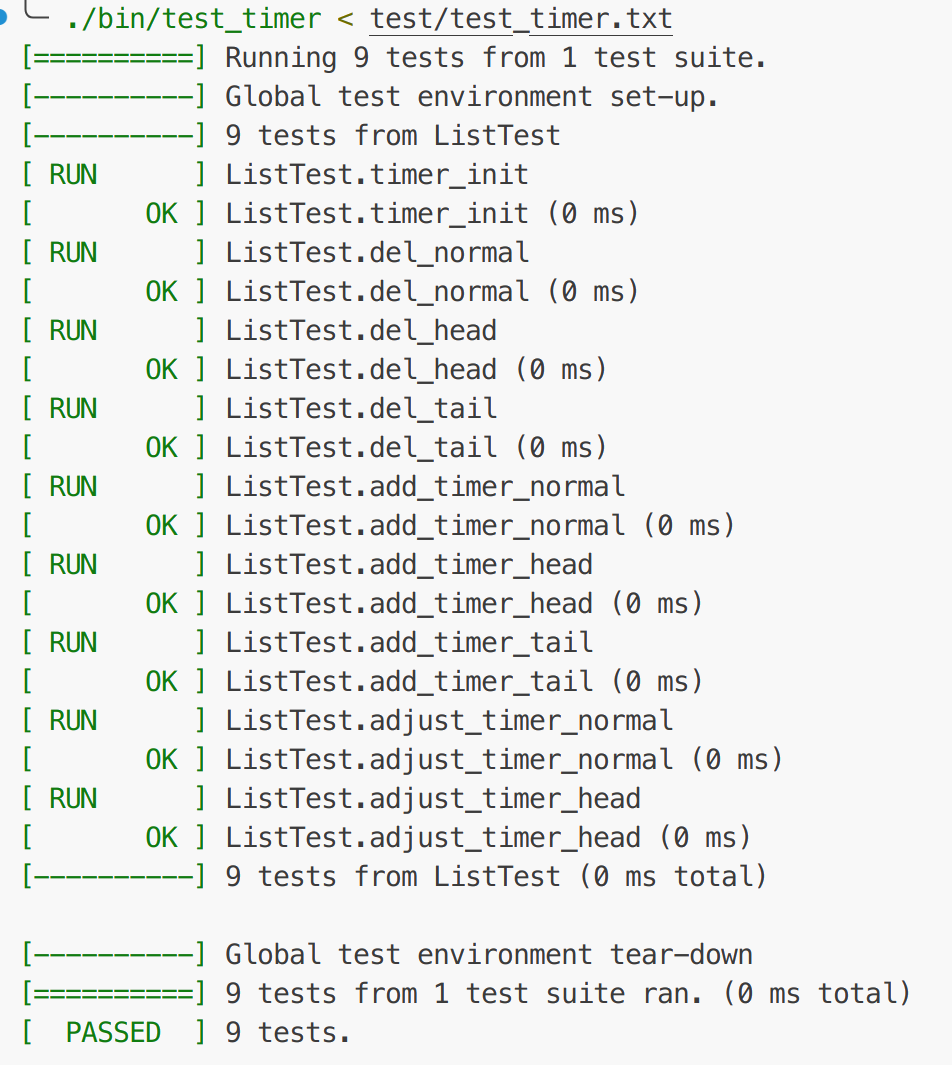 ./bin/test_timer < test/test_timer.txt
[==========] Running 9 tests from 1 test suite.
[----------] Global test environment set-up.
[----------] 9 tests from ListTest
[ RUN      ] ListTest.timer_init
[       OK ] ListTest.timer_init (0 ms)
[ RUN      ] ListTest.del_normal
[       OK ] ListTest.del_normal (0 ms)
[ RUN      ] ListTest.del_head
[       OK ] ListTest.del_head (0 ms)
[ RUN      ] ListTest.del_tail
[       OK ] ListTest.del_tail (0 ms)
[ RUN      ] ListTest.add_timer_normal
[       OK ] ListTest.add_timer_normal (0 ms)
[ RUN      ] ListTest.add_timer_head
[       OK ] ListTest.add_timer_head (0 ms)
[ RUN      ] ListTest.add_timer_tail
[       OK ] ListTest.add_timer_tail (0 ms)
[ RUN      ] ListTest.adjust_timer_normal
[       OK ] ListTest.adjust_timer_normal (0 ms)
[ RUN      ] ListTest.adjust_timer_head
[       OK ] ListTest.adjust_timer_head (0 ms)
[----------] 9 tests from ListTest (0 ms total)
[----------] Global test environment tear-down
[==========] 9 tests from 1 test suite ran. (0 ms total)
[  PASSED  ] 9 tests.